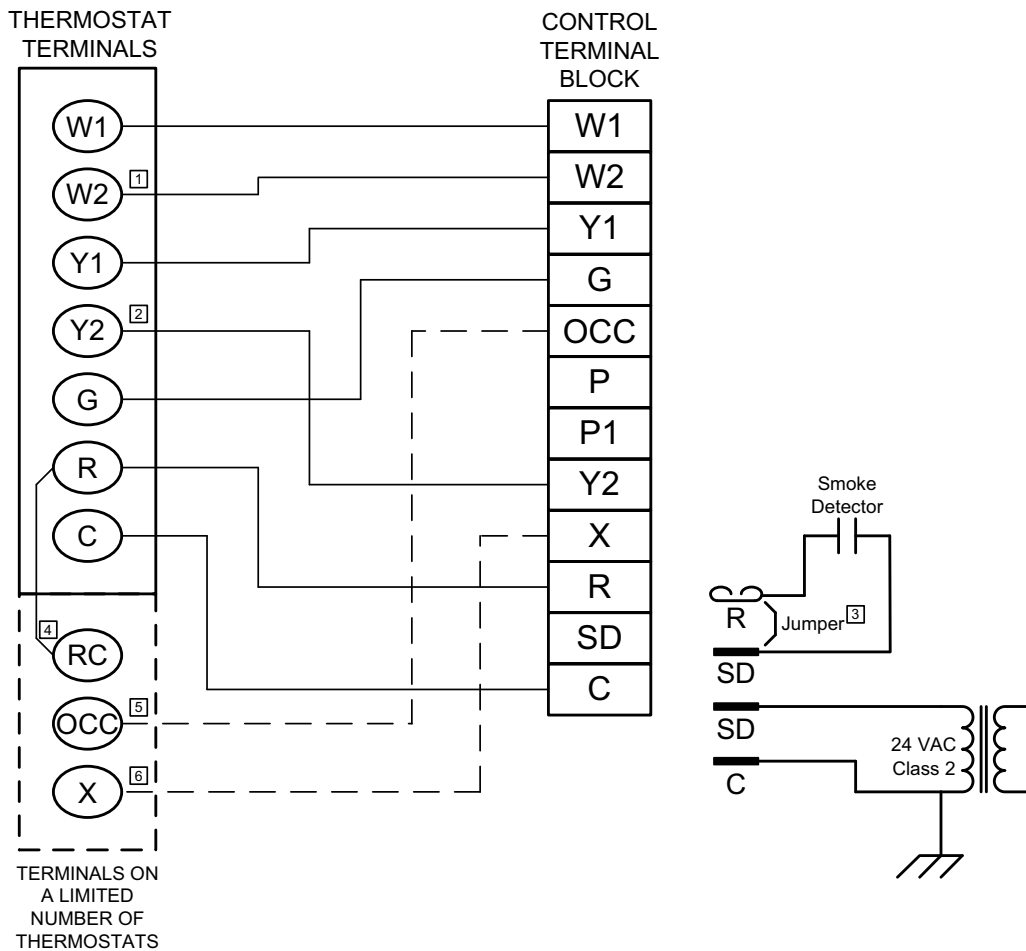 THERMOSTAT
TERMINALS
W1
W2 1
Y1
Y2 2
G
R
C
4
RC
OCC 5
X 6
TERMINALS ON
A LIMITED
NUMBER OF
THERMOSTATS
CONTROL
TERMINAL
BLOCK
W1
W2
Y1
G
OCC
P
P1
Y2
X
R
SD
C
Smoke
Detector
R
Jumper 3
SD
SD
24 VAC
Class 2
C